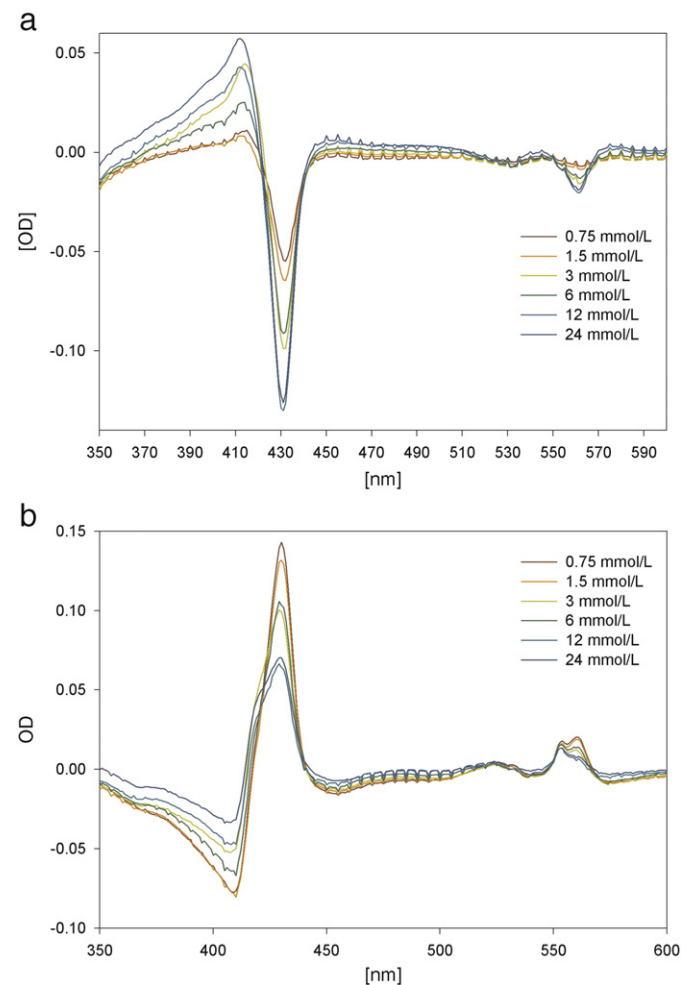 a
0.05
0.00
-0.05
-0.10
[OD]
0.75 mmol/L
1.5 mmol/L
3 mmol/L
6 mmol/L
12 mmol/L
24 mmol/L
350 370 390 410 430 450 470 490 510 530 550 570 590
[nm]
b
0.15
0.10
0.05
0.00
-0.05
-0.10
OD
0.75 mmol/L
1.5 mmol/L
3 mmol/L
6 mmol/L
12 mmol/L
24 mmol/L
350 400 450 500 550 600
[nm]